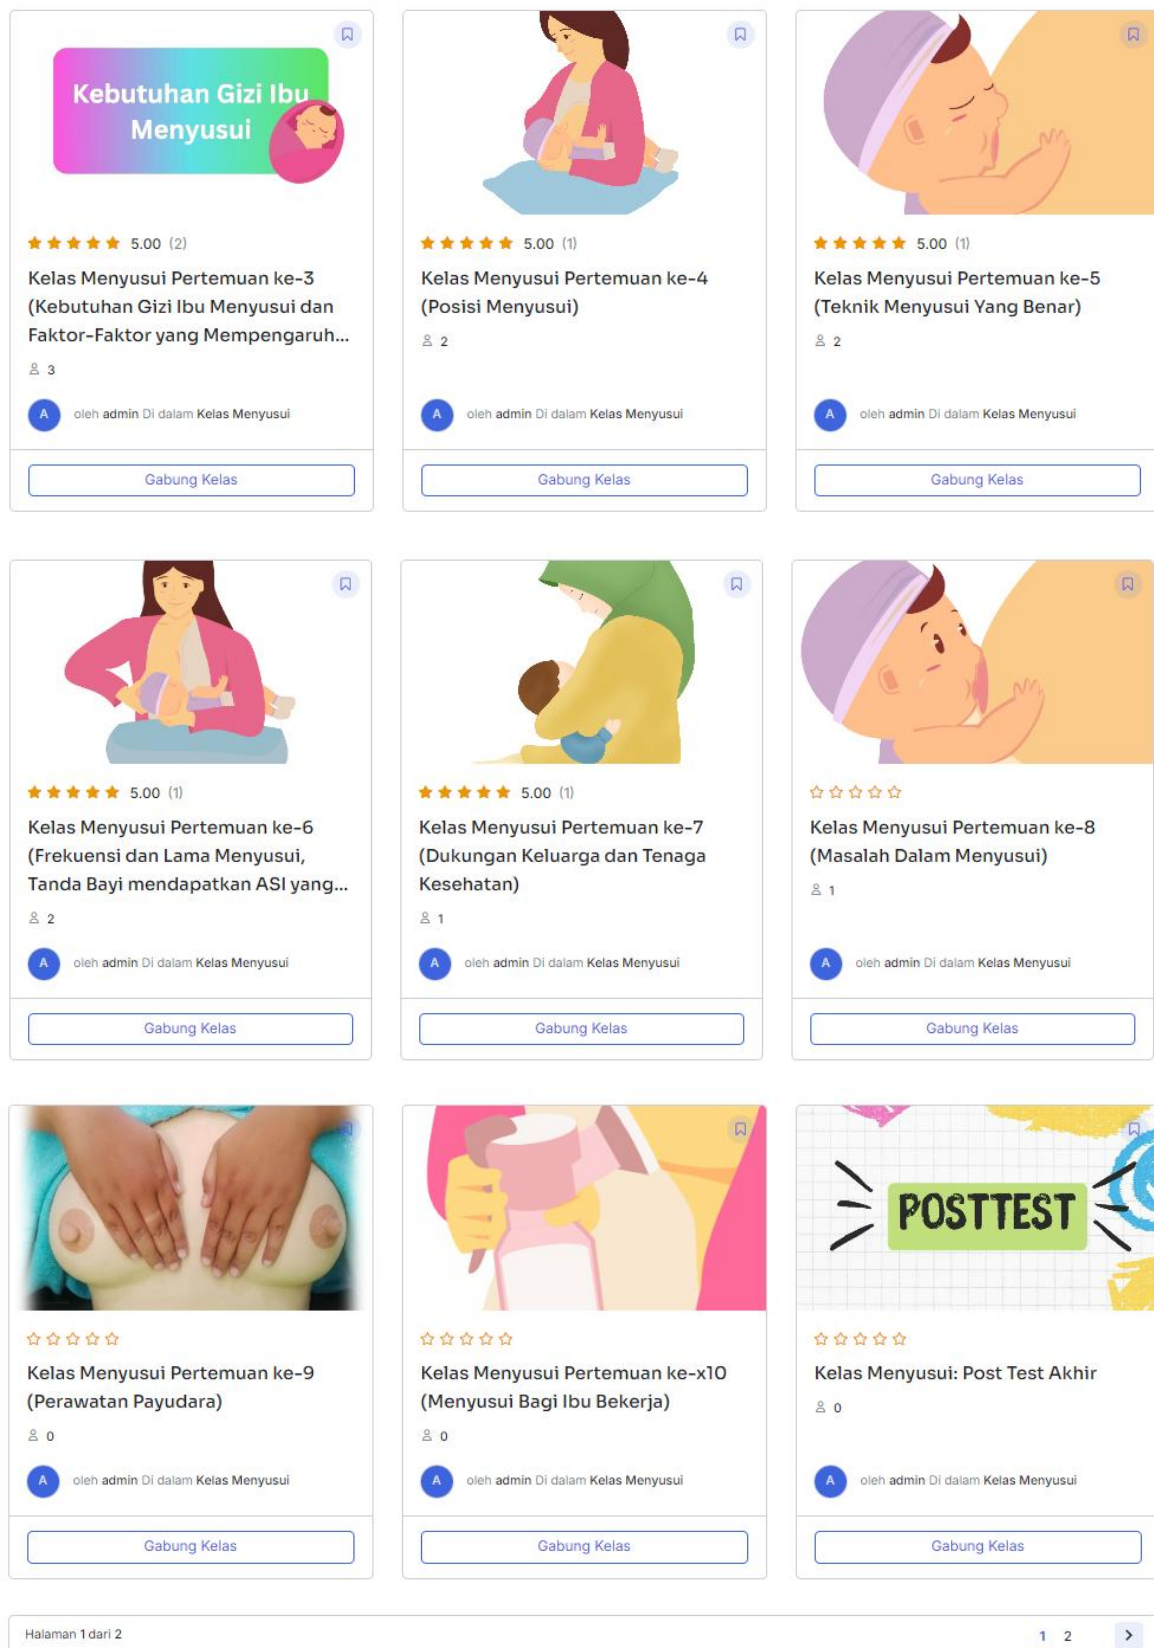 Kebutuhan Gizi Ibu
Menyusui
5.00 (2)
Kelas Menyusui Pertemuan ke-3
(Kebutuhan Gizi Ibu Menyusui dan
Faktor-Faktor yang Mempengaruh...
3
A oleh admin Di dalam Kelas Menyusui
Gabung Kelas
5.00 (1)
Kelas Menyusui Pertemuan ke-4
(Posisi Menyusui)
2
A oleh admin Di dalam Kelas Menyusui
Gabung Kelas
5.00 (1)
Kelas Menyusui Pertemuan ke-5
(Teknik Menyusui Yang Benar)
2
A oleh admin Di dalam Kelas Menyusui
Gabung Kelas
5.00 (1)
Kelas Menyusui Pertemuan ke-6
(Frekuensi dan Lama Menyusui,
Tanda Bayi mendapatkan ASI yang...
2
A oleh admin Di dalam Kelas Menyusui
Gabung Kelas
5.00 (1)
Kelas Menyusui Pertemuan ke-7
(Dukungan Keluarga dan Tenaga
Kesehatan)
1
A oleh admin Di dalam Kelas Menyusui
Gabung Kelas
Kelas Menyusui Pertemuan ke-8
(Masalah Dalam Menyusui)
1
A oleh admin Di dalam Kelas Menyusui
Gabung Kelas
Kelas Menyusui Pertemuan ke-9
(Perawatan Payudara)
0
A oleh admin Di dalam Kelas Menyusui
Gabung Kelas
Kelas Menyusui Pertemuan ke-x10
(Menyusui Bagi Ibu Bekerja)
0
A oleh admin Di dalam Kelas Menyusui
Gabung Kelas
POSTTEST
Kelas Menyusui: Post Test Akhir
0
A oleh admin Di dalam Kelas Menyusui
Gabung Kelas
Halaman 1 dari 2
1 2 >